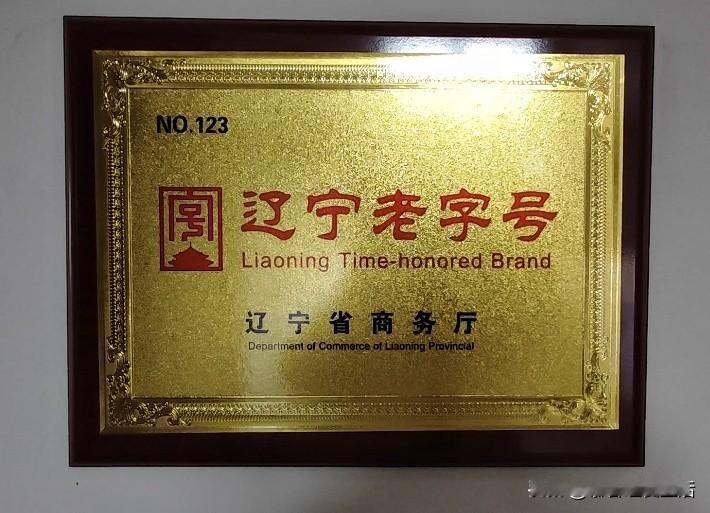 NO.123
辽宁老字号
Liaoning Time-honored Brand
辽宁省商务厅
Department of Commerce of Liaoning Provincial